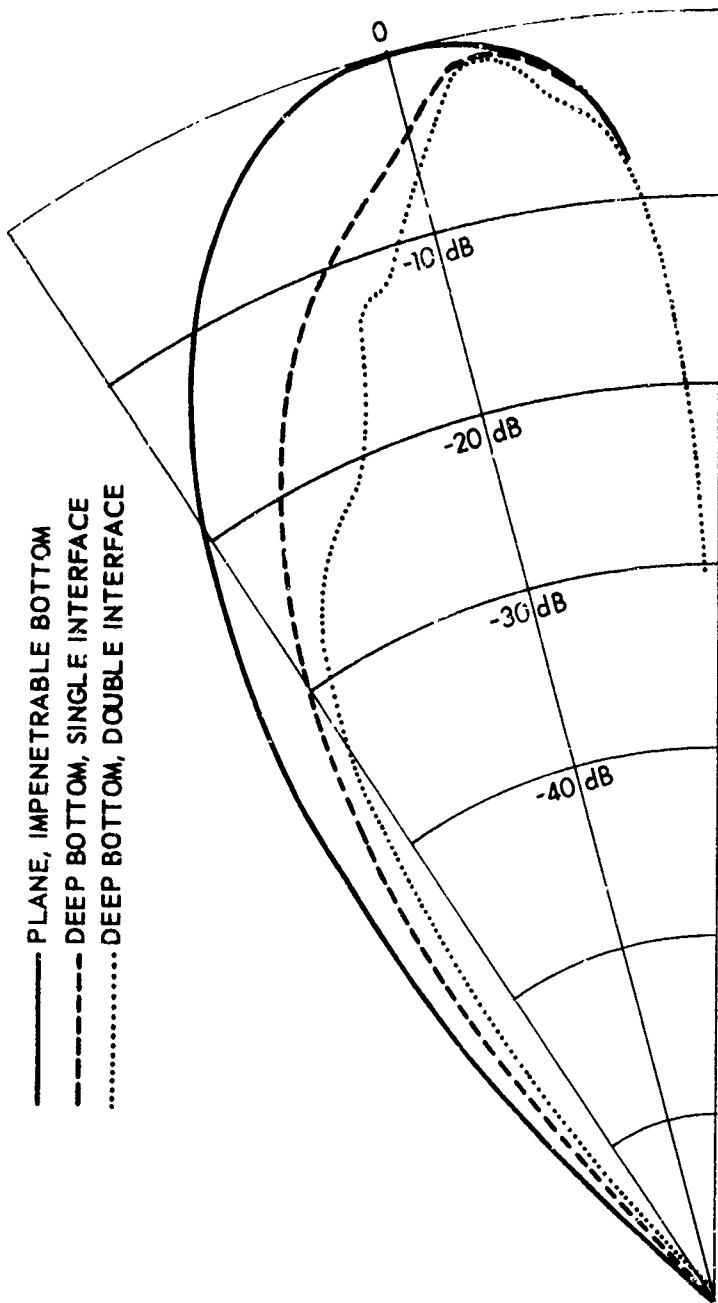 PLANE, IMPENETRABLE BOTTOM
DEEP BOTTOM, SINGLE INTERFACE
DEEP BOTTOM, DOUBLE INTERFACE
0
-10 dB
-20 dB
-30 dB
-40 dB